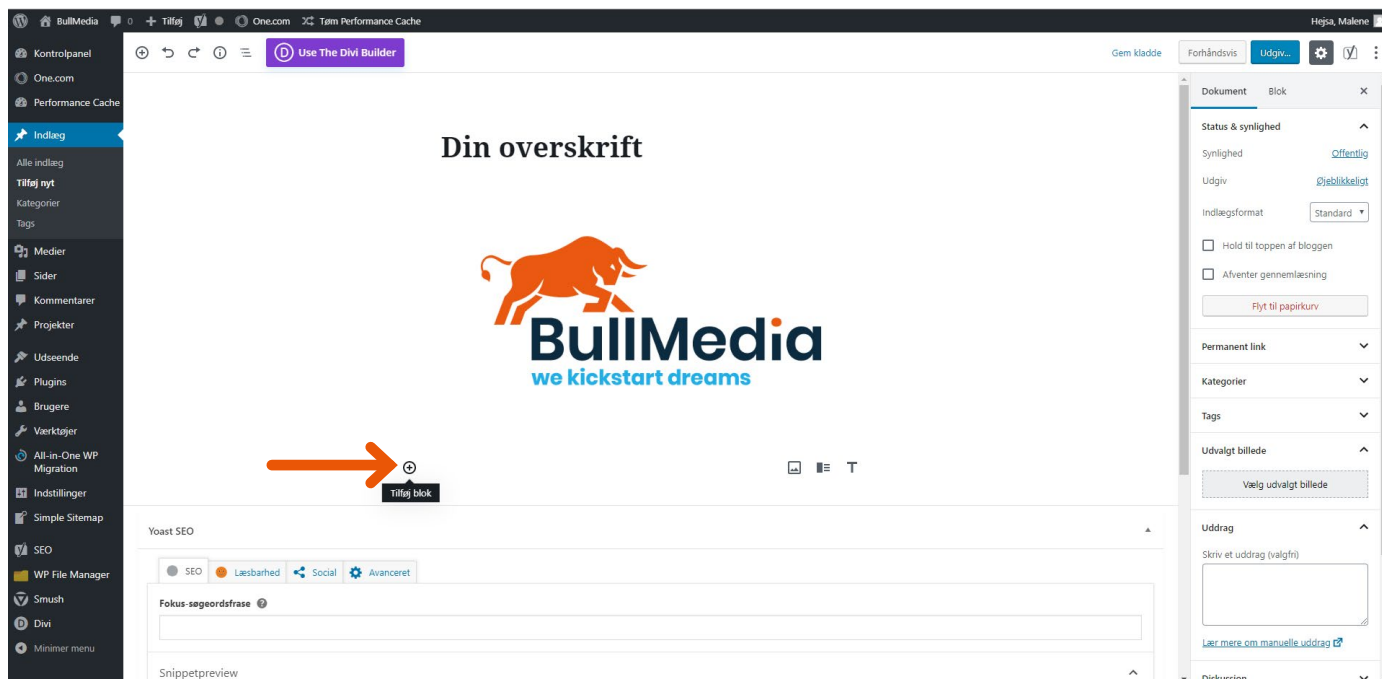 BullMedia 0 Tilføj One.com Tøm Performance Cache Hejsa, Malene
Kontrolpanel
One.com
Performance Cache
Indlæg
Alle indlæg
Tilføj nyt
Kategorier
Tags
Medier
Sider
Kommentarer
Projekter
Udseende
Plugins
Brugere
Værktøjer
All-in-One WP
Migration
Indstillinger
Simple Sitemap
SEO
WP File Manager
Smush
Divi
Minimer menu
D Use The Divi Builder Gem kladde Forhåndsvis Udgiv...
Din overskrift
BullMedia
we kickstart dreams
Tilføj blok
Yoast SEO
SEO Læsbarhed Social Avanceret
Fokus-søgeordsfrase
Snippetpreview
Dokument Blok
Status & synlighed
Synlighed Offentlig
Udgiv Øjeblikkeligt
Indlægsformat Standard
Hold til toppen af bloggen
Afventer gennemlæsning
Flyt til papirkurv
Permanent link
Kategorier
Tags
Udvalgt billede
Vælg udvalgt billede
Uddrag
Skriv et uddrag (valgfri)
Lær mere om manuelle uddrag
Diskussion